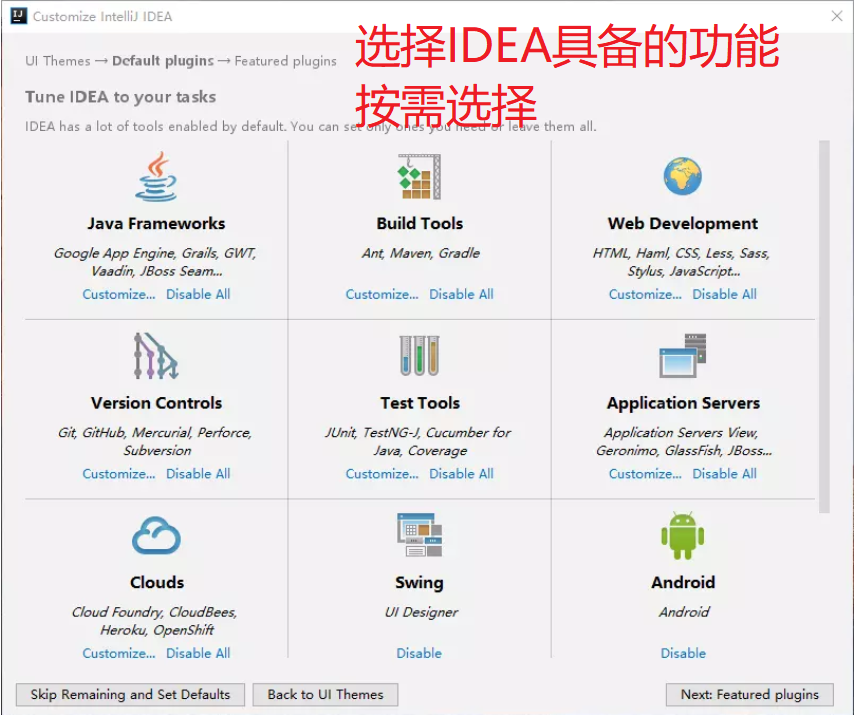 Customize IntelliJ IDEA
UI Themes → Default plugins → Featured plugins
选择IDEA具备的功能
按需选择
Tune IDEA to your tasks
IDEA has a lot of tools enabled by default. You can set only ones you need or leave them all.
Java Frameworks
Google App Engine, Grails, GWT,
Vaadin, JBoss Seam...
Customize... Disable All
Build Tools
Ant, Maven, Gradle
Customize... Disable All
Web Development
HTML, Haml, CSS, Less, Sass,
Stylus, JavaScript...
Customize... Disable All
Version Controls
Git, GitHub, Mercurial, Perforce,
Subversion
Customize... Disable All
Test Tools
JUnit, TestNG-J, Cucumber for
Java, Coverage
Customize... Disable All
Application Servers
Application Servers View,
Geronimo, GlassFish, JBoss...
Customize... Disable All
Clouds
Cloud Foundry, CloudBees,
Heroku, OpenShift
Customize... Disable All
Swing
UI Designer
Disable
Android
Android
Disable
Skip Remaining and Set Defaults
Back to UI Themes
Next: Featured plugins